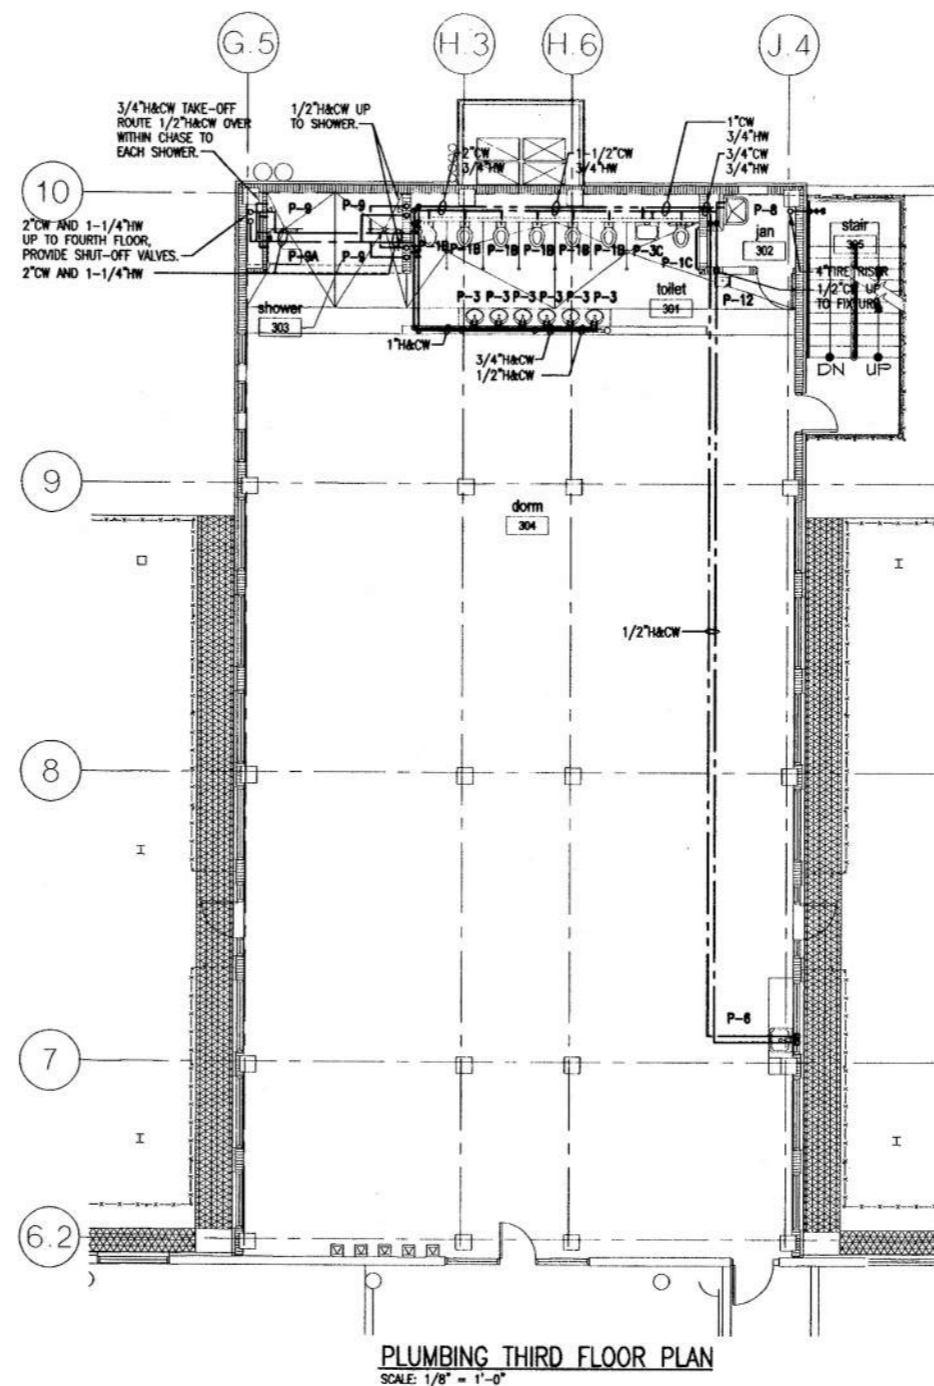 G.5
H.3
H.6
J.4
3/4"H&CW TAKE-OFF
ROUTE 1/2"H&CW OVER
WITHIN CHASE TO
EACH SHOWER.
1/2"H&CW UP
TO SHOWER.
2"CW
3/4"HW
1-1/2"CW
3/4"HW
1"CW
3/4"HW
3/4"CW
3/4"HW
10
2"CW AND 1-1/4"HW
UP TO FOURTH FLOOR,
PROVIDE SHUT-OFF VALVES.
2"CW AND 1-1/4"HW
P-9
P-9
P-9A
P-9
P-1B
P-1B
P-1B
P-1B
P-1B
P-3C
P-1C
P-8
jan
302
stair
305
4"FIRE RISER
1/2"CW UP
TO FIXTURE
P-12
shower
303
P-3
P-3
P-3
P-3
P-3
P-3
toilet
301
1"H&CW
3/4"H&CW
1/2"H&CW
DN
UP
9
dorm
304
1/2"H&CW
8
P-6
7
6.2
PLUMBING THIRD FLOOR PLAN
SCALE: 1/8" = 1'-0"